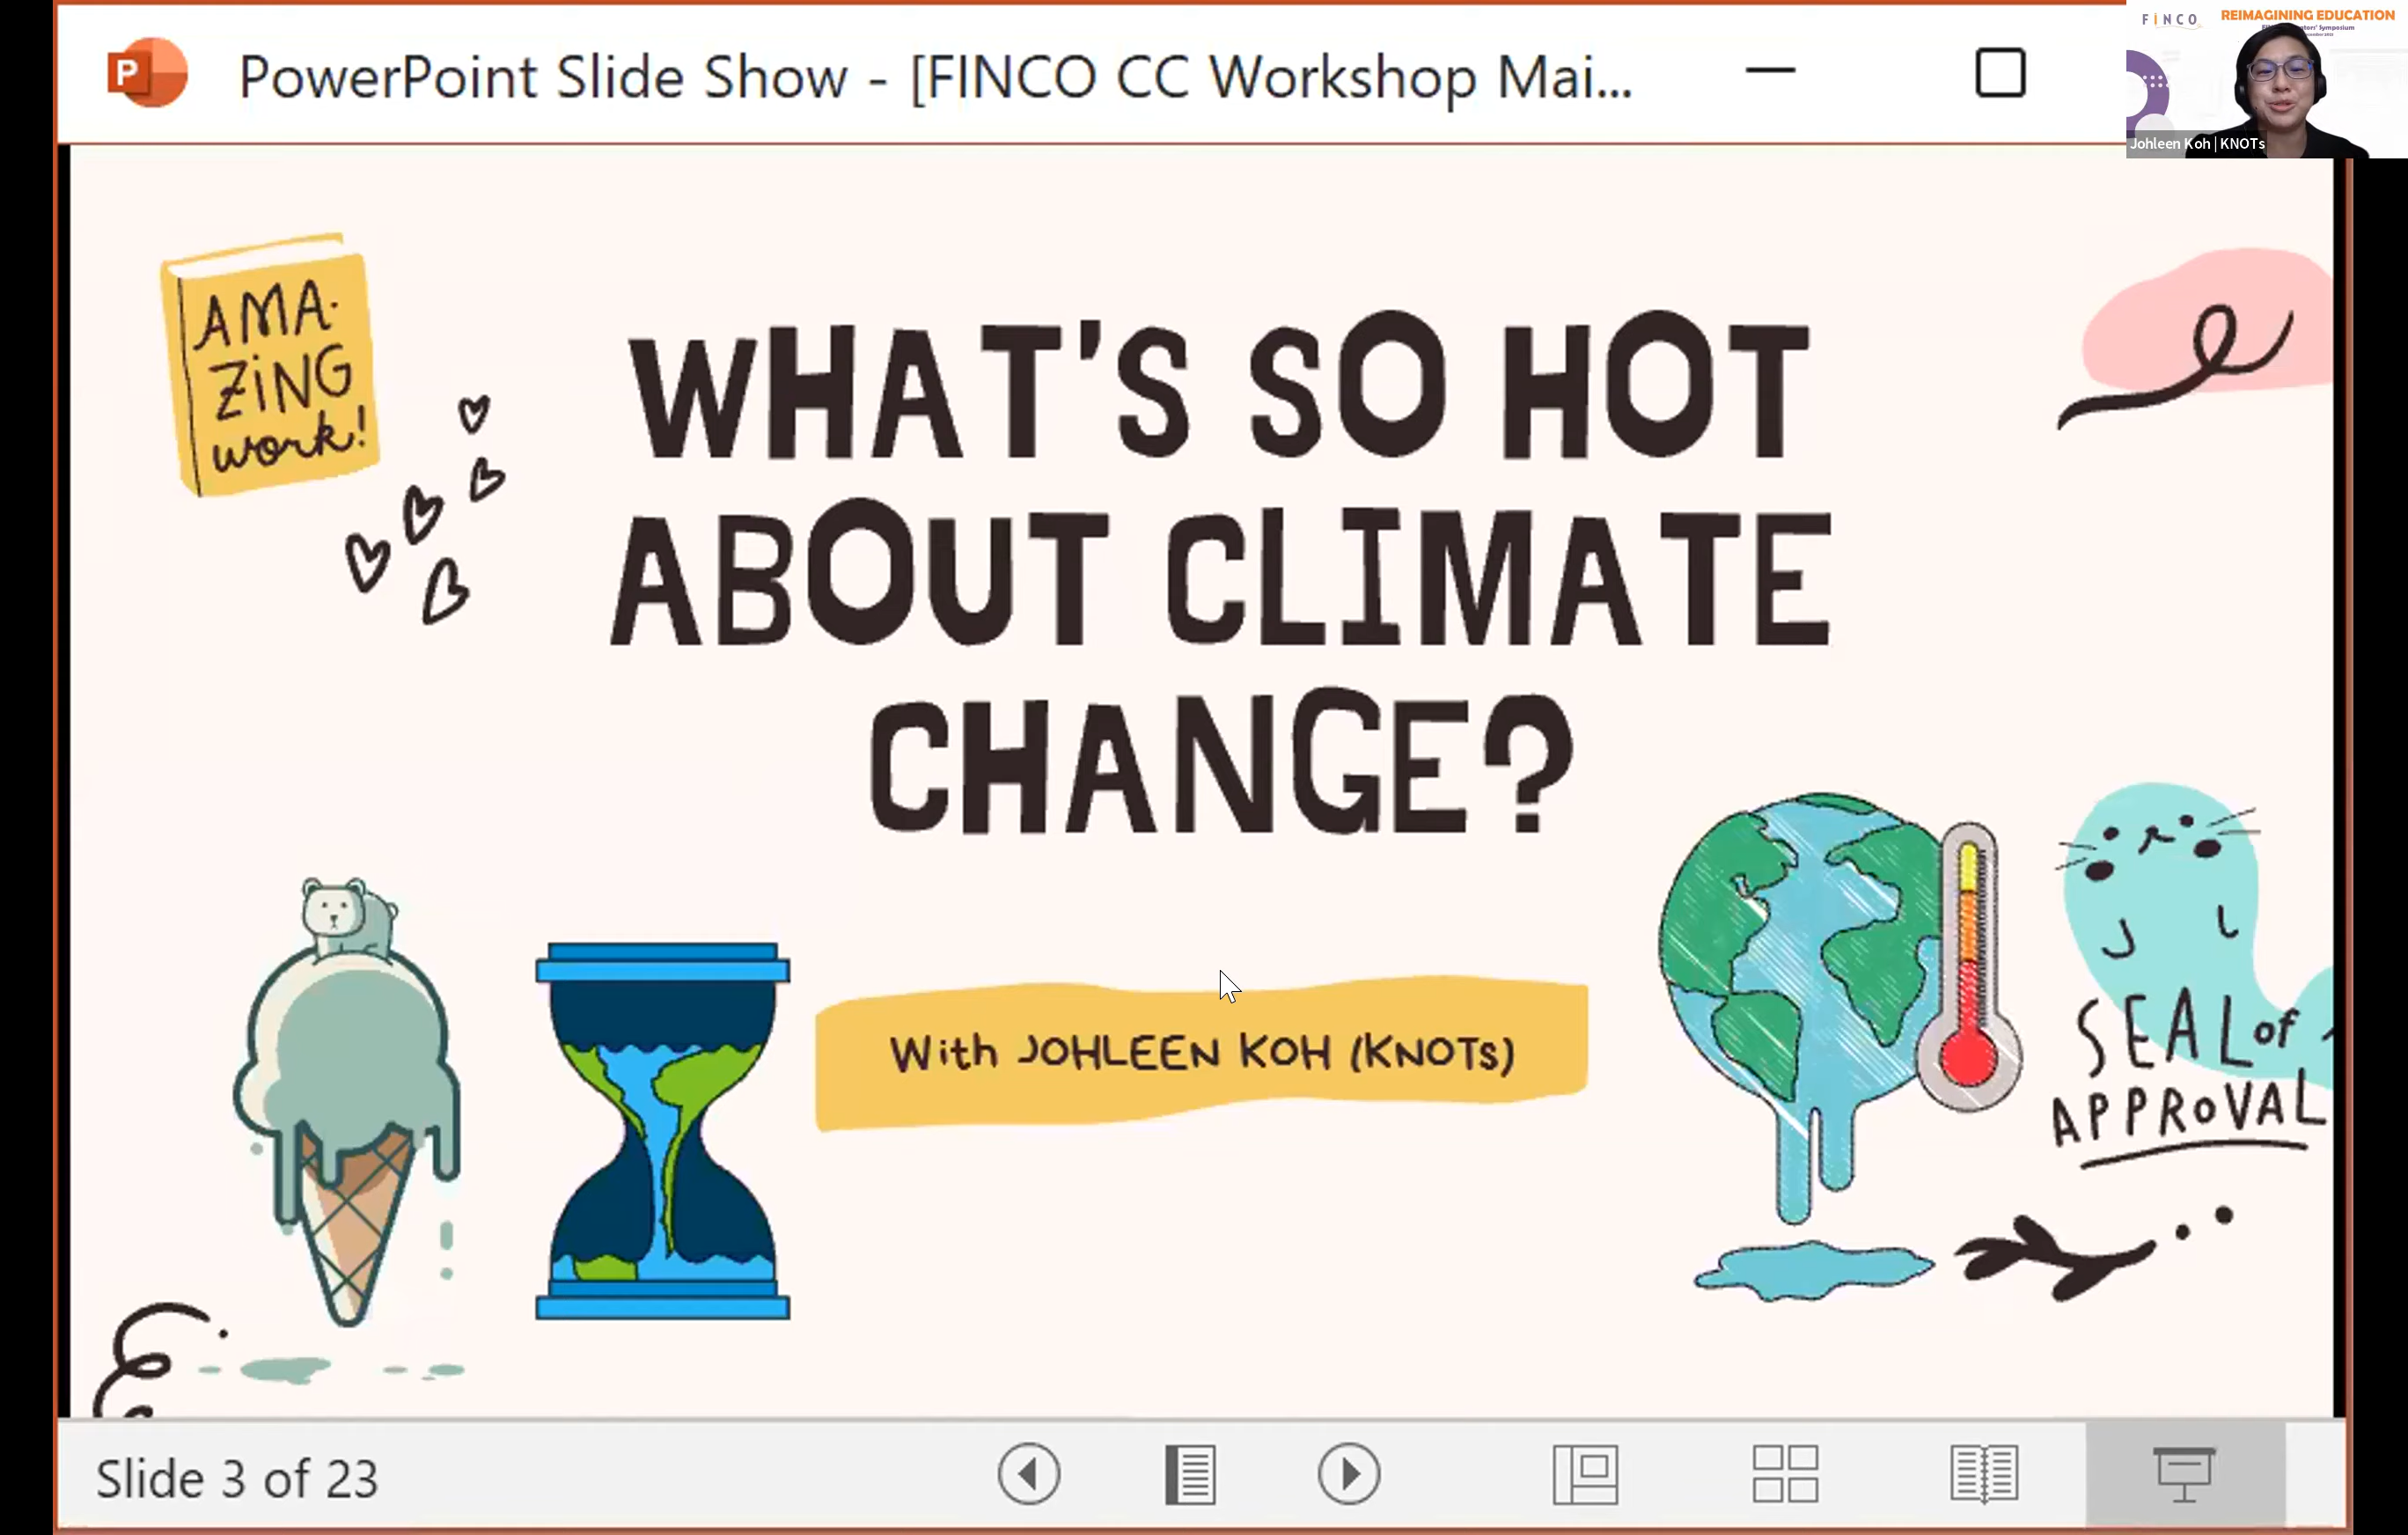 PowerPoint Slide Show - [FINCO CC Workshop Mai...
FINCO
REIMAGINING EDUCATION
Johleen Koh | KNOTs
AMA-
ZiNG
work!
WHAT'S SO HOT
ABOUT CLIMATE
CHANGE?
With JOHLEEN KOH (KNOTs)
SEAL of
APPROVAL
Slide 3 of 23